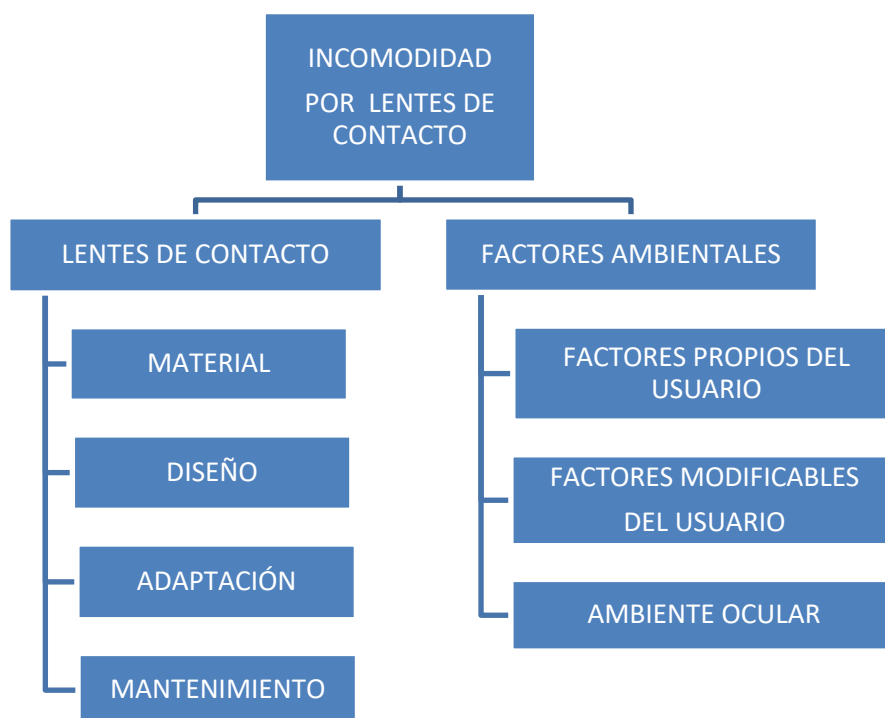 INCOMODIDAD
POR LENTES DE
CONTACTO
LENTES DE CONTACTO
MATERIAL
DISEÑO
ADAPTACIÓN
MANTENIMIENTO
FACTORES AMBIENTALES
FACTORES PROPIOS DEL
USUARIO
FACTORES MODIFICABLES
DEL USUARIO
AMBIENTE OCULAR